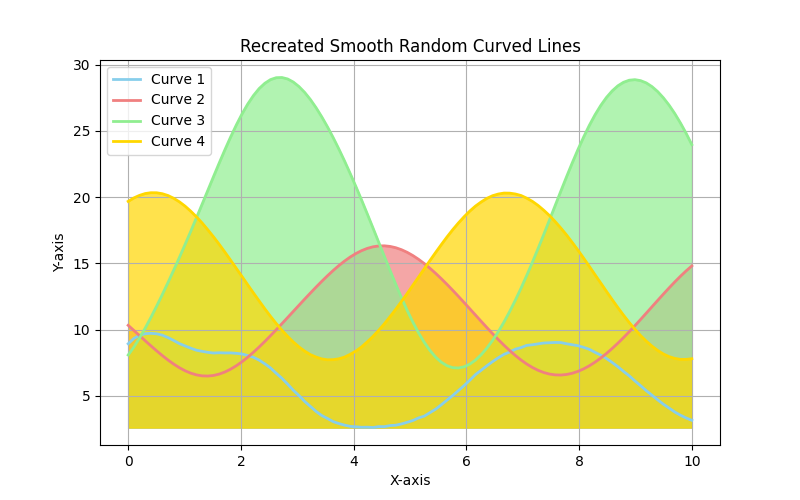 Recreated Smooth Random Curved Lines
Curve 1
Curve 2
Curve 3
Curve 4
Y-axis
30
25
20
15
10
5
0 2 4 6 8 10
X-axis